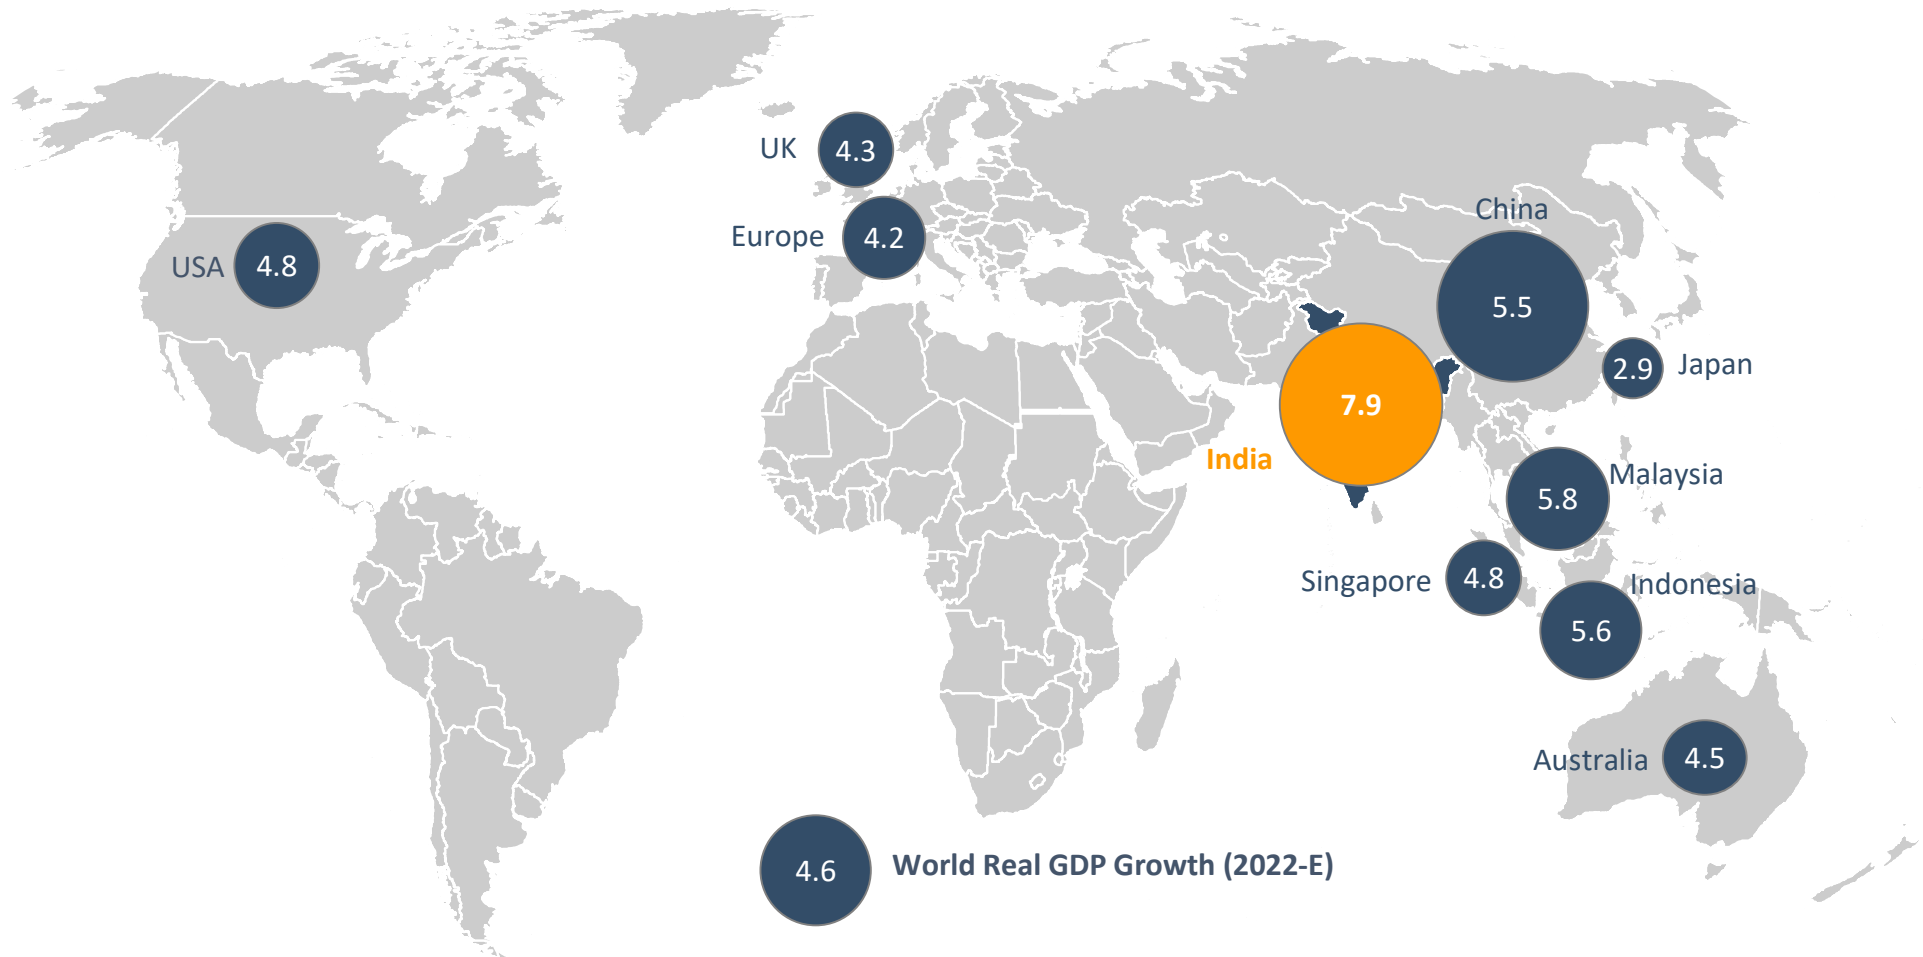 UK 4.3
China
Europe 4.2
USA 4.8
5.5
2.9 Japan
7.9
India
Malaysia
5.8
Singapore 4.8
Indonesia
5.6
Australia 4.5
4.6 World Real GDP Growth (2022-E)